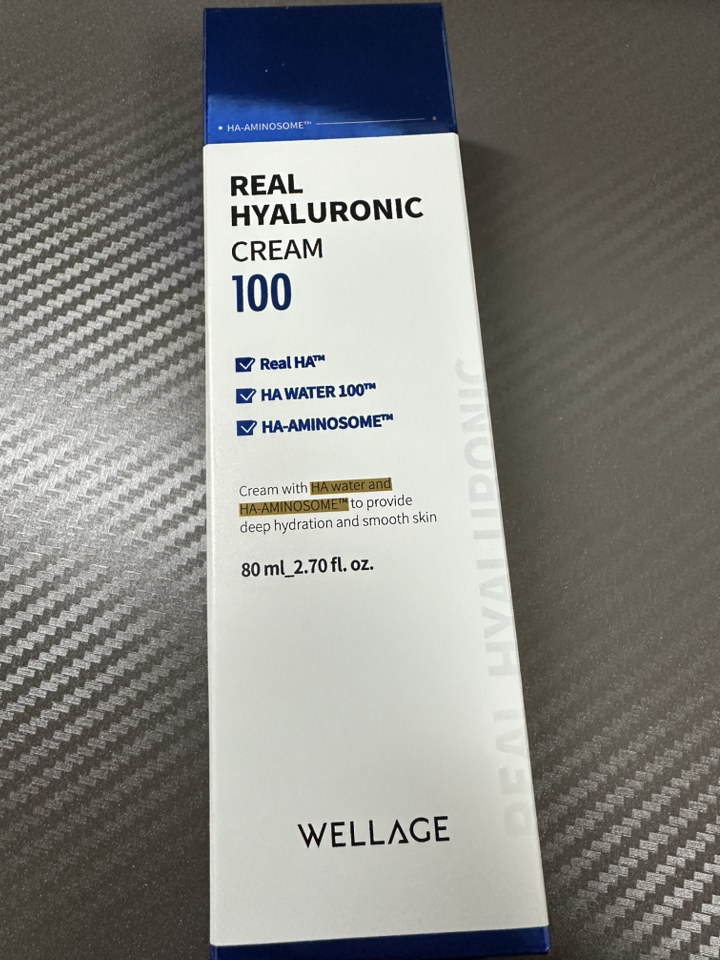 • HA-AMINOSOME™
REAL
HYALURONIC
CREAM
100
Real HA™
HA WATER 100™
HA-AMINOSOME™
Cream with HA water and
HA-AMINOSOME™ to provide
deep hydration and smooth skin
80 ml_2.70 fl. oz.
WELLAGE
REAL HYALURONIC